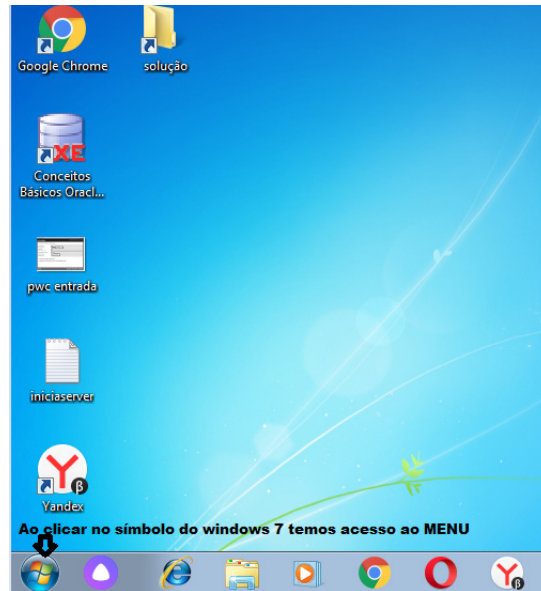 Google Chrome
solução
XE
Conceitos
Básicos Oracl...
pwc entrada
iniciaserver
Y
β
Yandex
Ao clicar no símbolo do windows 7 temos acesso ao MENU
Y
β